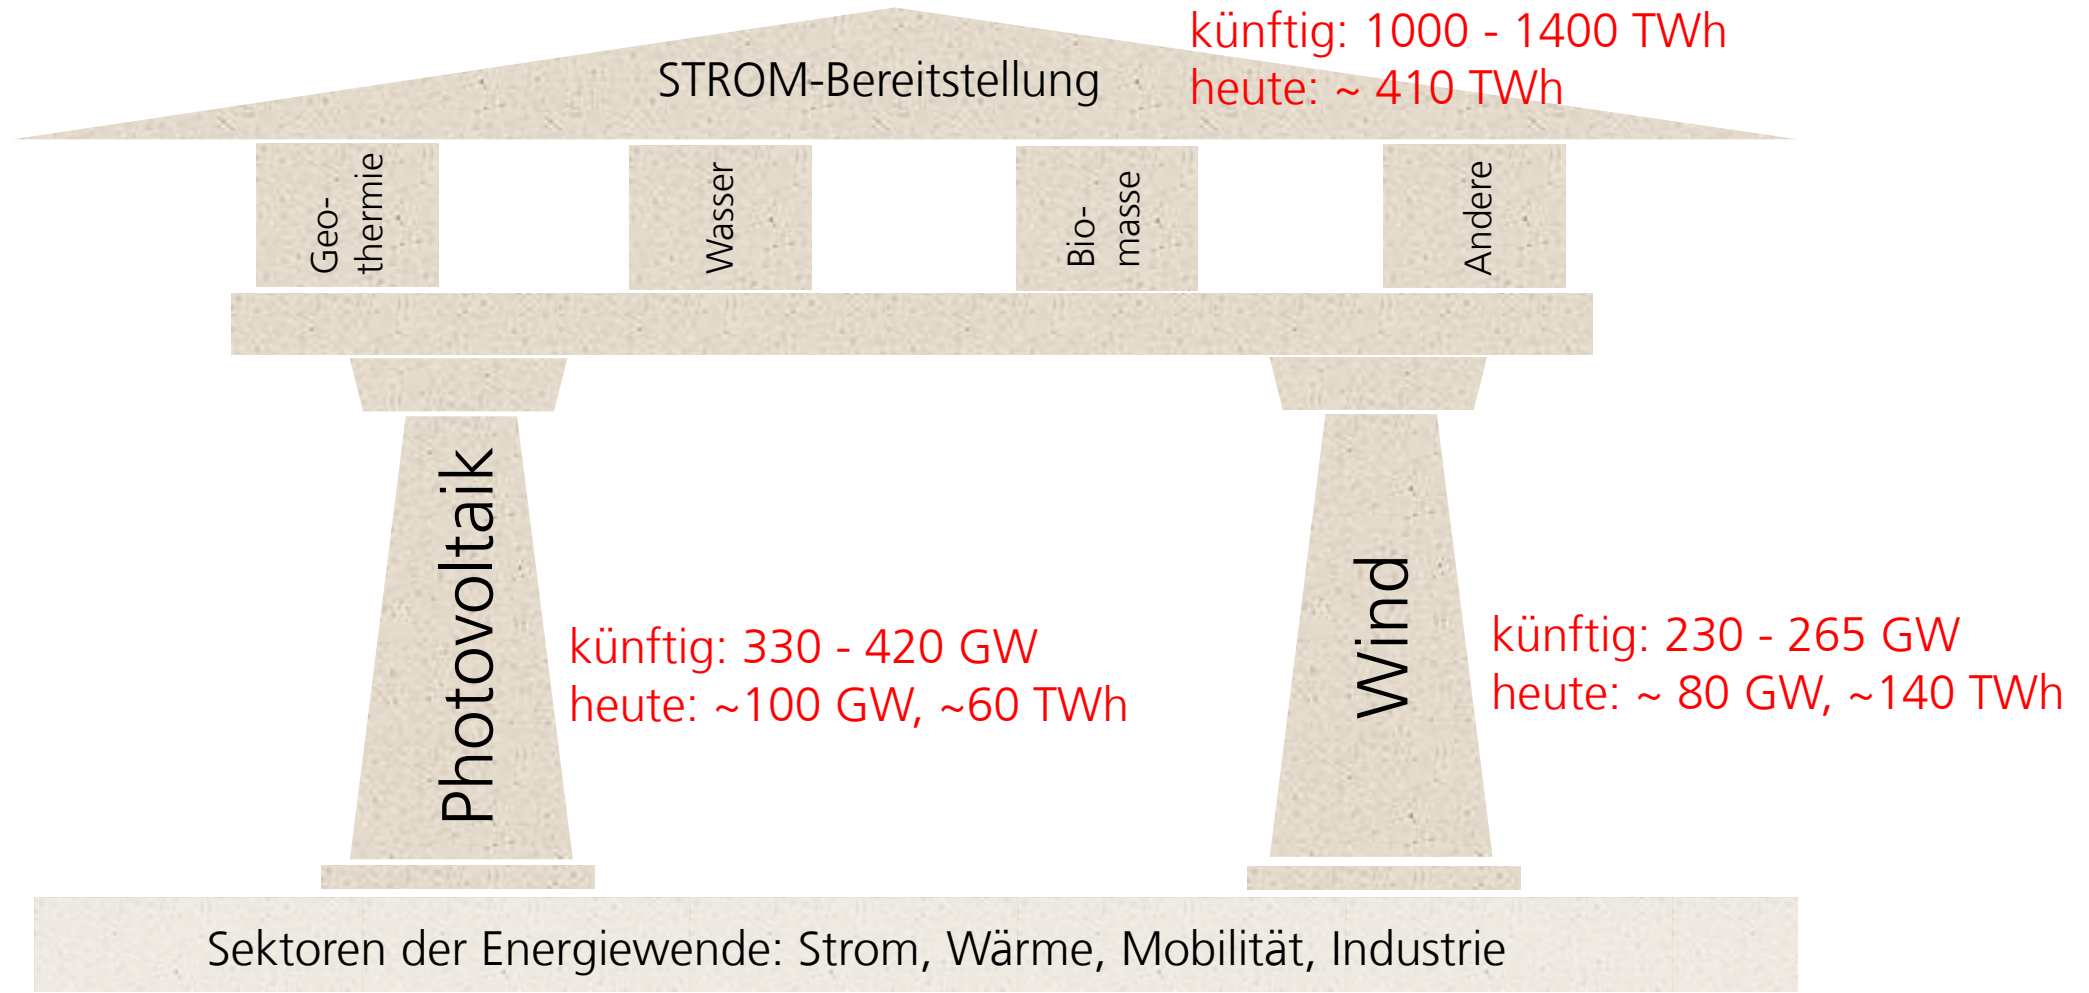 künftig: 1000 - 1400 TWh
STROM-Bereitstellung
heute: ~ 410 TWh
Geo-
thermie
Wasser
Bio-
masse
Andere
Photovoltaik
künftig: 330 - 420 GW
heute: ~100 GW, ~60 TWh
Wind
künftig: 230 - 265 GW
heute: ~ 80 GW, ~140 TWh
Sektoren der Energiewende: Strom, Wärme, Mobilität, Industrie